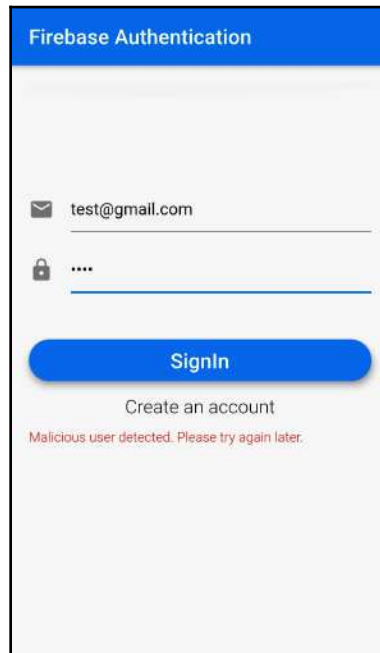 Firebase Authentication
test@gmail.com
••••
SignIn
Create an account
Malicious user detected. Please try again later.